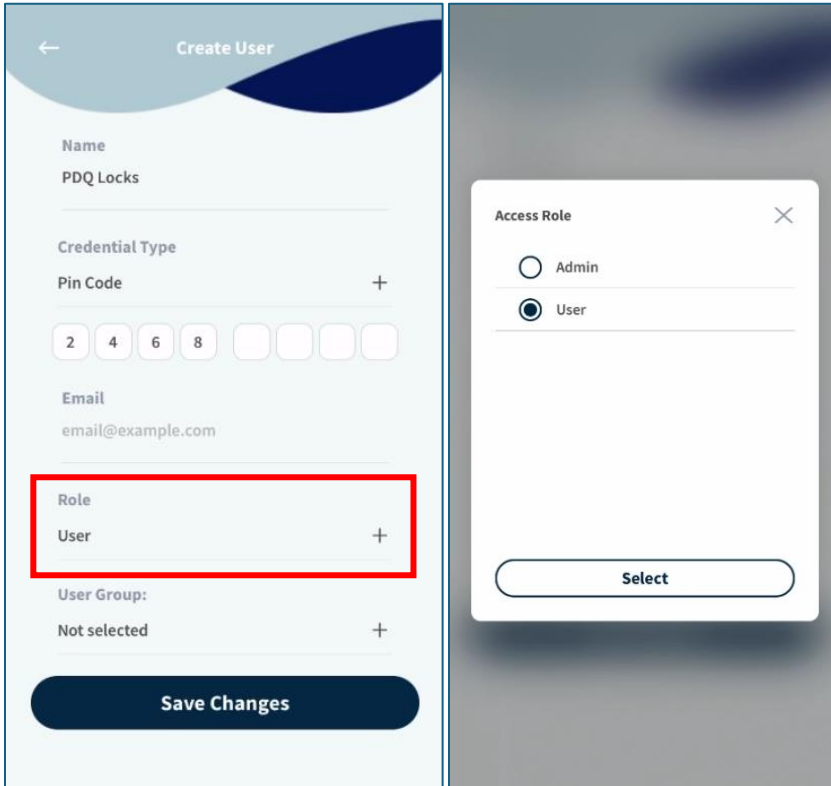 Create User
Name
PDQ Locks
Credential Type
Pin Code
2 4 6 8
Email
email@example.com
Role
User
User Group:
Not selected
Save Changes
Access Role
Admin
User
Select